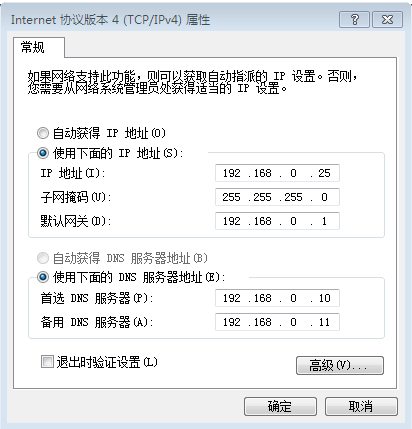 Internet 协议版本 4 (TCP/IPv4) 属性
常规
如果网络支持此功能，则可以获取自动指派的 IP 设置。否则，
您需要从网络系统管理员处获得适当的 IP 设置。
自动获得 IP 地址(O)
使用下面的 IP 地址(S):
IP 地址(I): 192 .168 . 0 . 25
子网掩码(U): 255 .255 .255 . 0
默认网关(D): 192 .168 . 0 . 1
自动获得 DNS 服务器地址(B)
使用下面的 DNS 服务器地址(E):
首选 DNS 服务器(P): 192 .168 . 0 . 10
备用 DNS 服务器(A): 192 .168 . 0 . 11
退出时验证设置(L)
高级(V)...
确定 取消